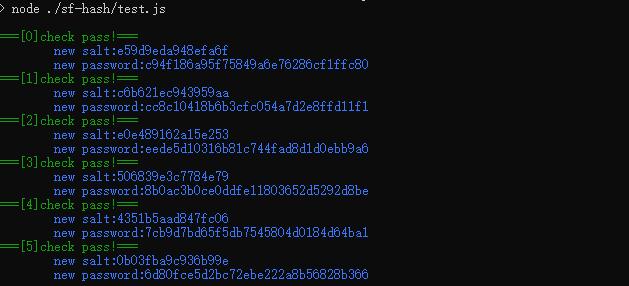 > node ./sf-hash/test.js
===[0]check pass!===
new salt:e59d9eda948efa6f
new password:c94f186a95f75849a6e76286cf1ffc80
===[1]check pass!===
new salt:c6b621ec943959aa
new password:cc8c10418b6b3cfc054a7d2e8ffd11f1
===[2]check pass!===
new salt:e0e489162a15e253
new password:eede5d10316b81c744fad8d1d0ebb9a6
===[3]check pass!===
new salt:506839e3c7784e79
new password:8b0ac3b0ce0ddfe11803652d5292d8be
===[4]check pass!===
new salt:4351b5aad847fc06
new password:7cb9d7bd65f5db7545804d0184d64ba1
===[5]check pass!===
new salt:0b03fba9c936b99e
new password:6d80fce5d2bc72ebe222a8b56828b366